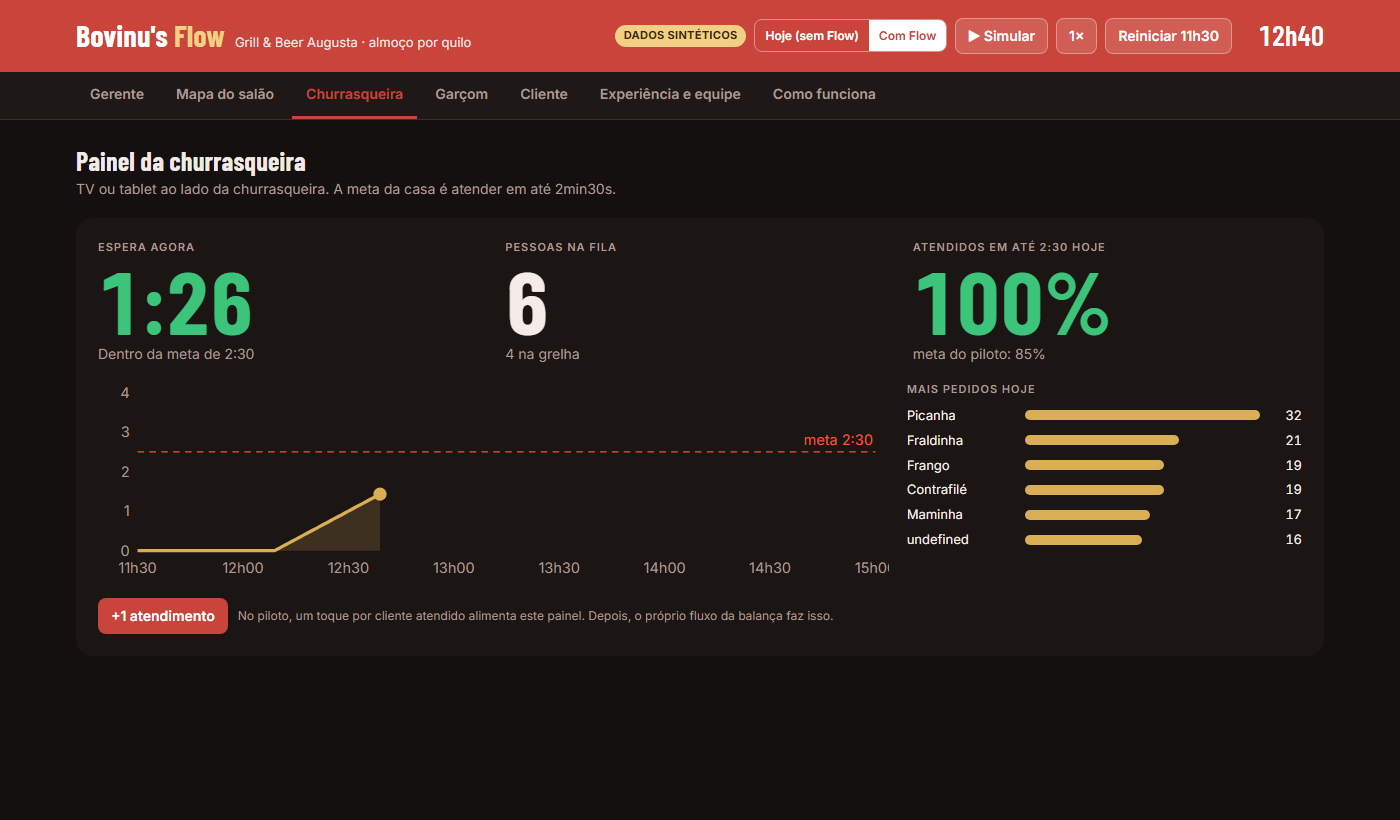 Bovinu's Flow Grill & Beer Augusta · almoço por quilo
DADOS SINTÉTICOS
Hoje (sem Flow) Com Flow
▶ Simular
1×
Reiniciar 11h30
12h40
Gerente Mapa do salão Churrasqueira Garçom Cliente Experiência e equipe Como funciona
Painel da churrasqueira
TV ou tablet ao lado da churrasqueira. A meta da casa é atender em até 2min30s.
ESPERA AGORA
1:26
Dentro da meta de 2:30
PESSOAS NA FILA
6
4 na grelha
ATENDIDOS EM ATÉ 2:30 HOJE
100%
meta do piloto: 85%
4
3
2
1
0
meta 2:30
11h30 12h00 12h30 13h00 13h30 14h00 14h30 15h0
MAIS PEDIDOS HOJE
Picanha 32
Fraldinha 21
Frango 19
Contrafilé 19
Maminha 17
undefined 16
+1 atendimento
No piloto, um toque por cliente atendido alimenta este painel. Depois, o próprio fluxo da balança faz isso.